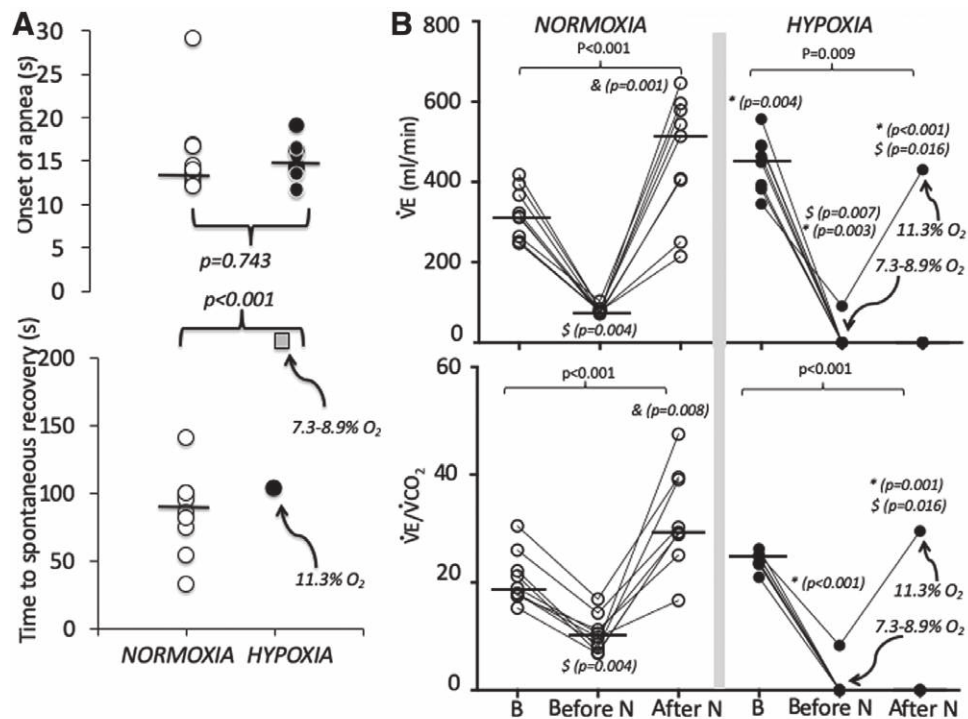 A
Onset of apnea (s)
30
25
20
15
10
5
0
p=0.743
p<0.001
Time to spontaneous recovery (s)
200
150
100
50
0
7.3-8.9% O₂
11.3% O₂
NORMOXIA HYPOXIA
B
NORMOXIA
HYPOXIA
V̇E (ml/min)
800
600
400
200
0
P<0.001
& (p=0.001)
$ (p=0.004)
P=0.009
* (p=0.004)
* (p<0.001)
$ (p=0.016)
$ (p=0.007)
* (p=0.003)
11.3% O₂
7.3-8.9% O₂
V̇E/V̇CO₂
60
40
20
0
p<0.001
& (p=0.008)
$ (p=0.004)
p<0.001
* (p=0.001)
$ (p=0.016)
* (p<0.001)
11.3% O₂
7.3-8.9% O₂
B Before N After N
B Before N After N